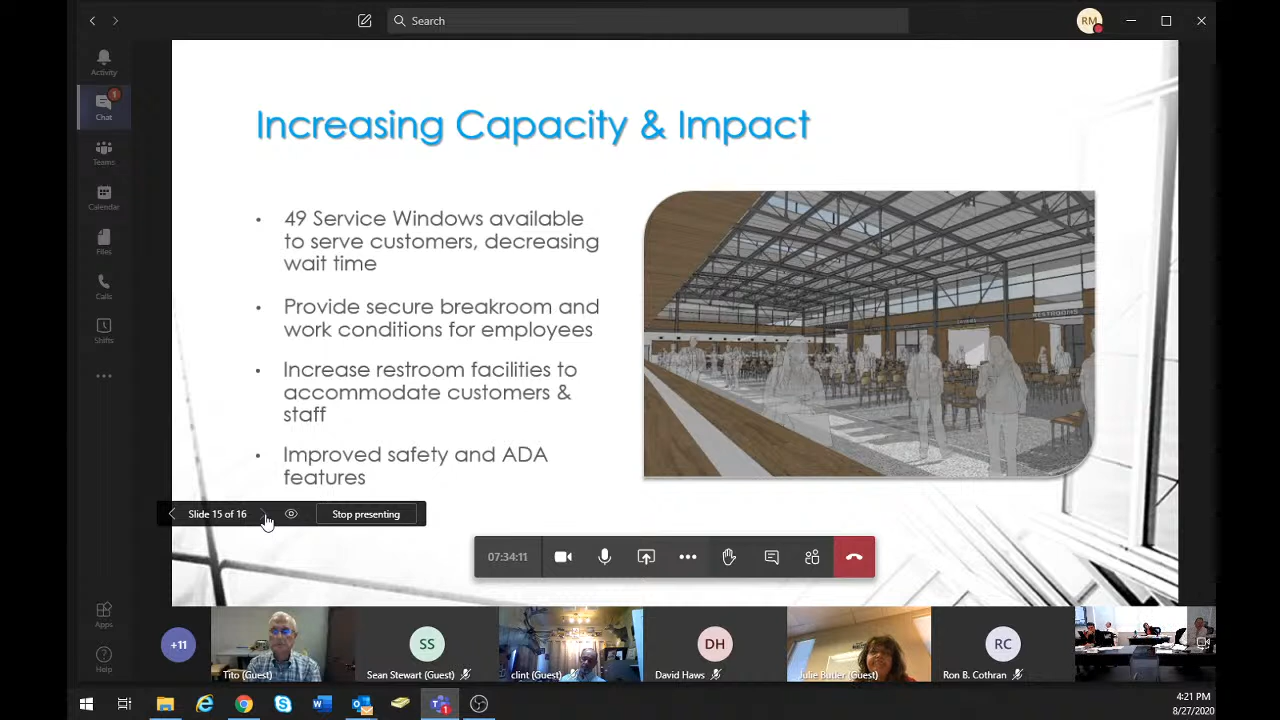 Search
RM
Activity
1
Chat
Teams
Calendar
Files
Calls
Shifts
Apps
Help
Increasing Capacity & Impact
• 49 Service Windows available
to serve customers, decreasing
wait time
• Provide secure breakroom and
work conditions for employees
• Increase restroom facilities to
accommodate customers &
staff
• Improved safety and ADA
features
RESTROOMS
Slide 15 of 16
Stop presenting
07:34:11
+11
Tito (Guest)
SS
Sean Stewart (Guest)
clint (Guest)
DH
David Haws
Julie Butler (Guest)
RC
Ron B. Cothran
4:21 PM
8/27/2020